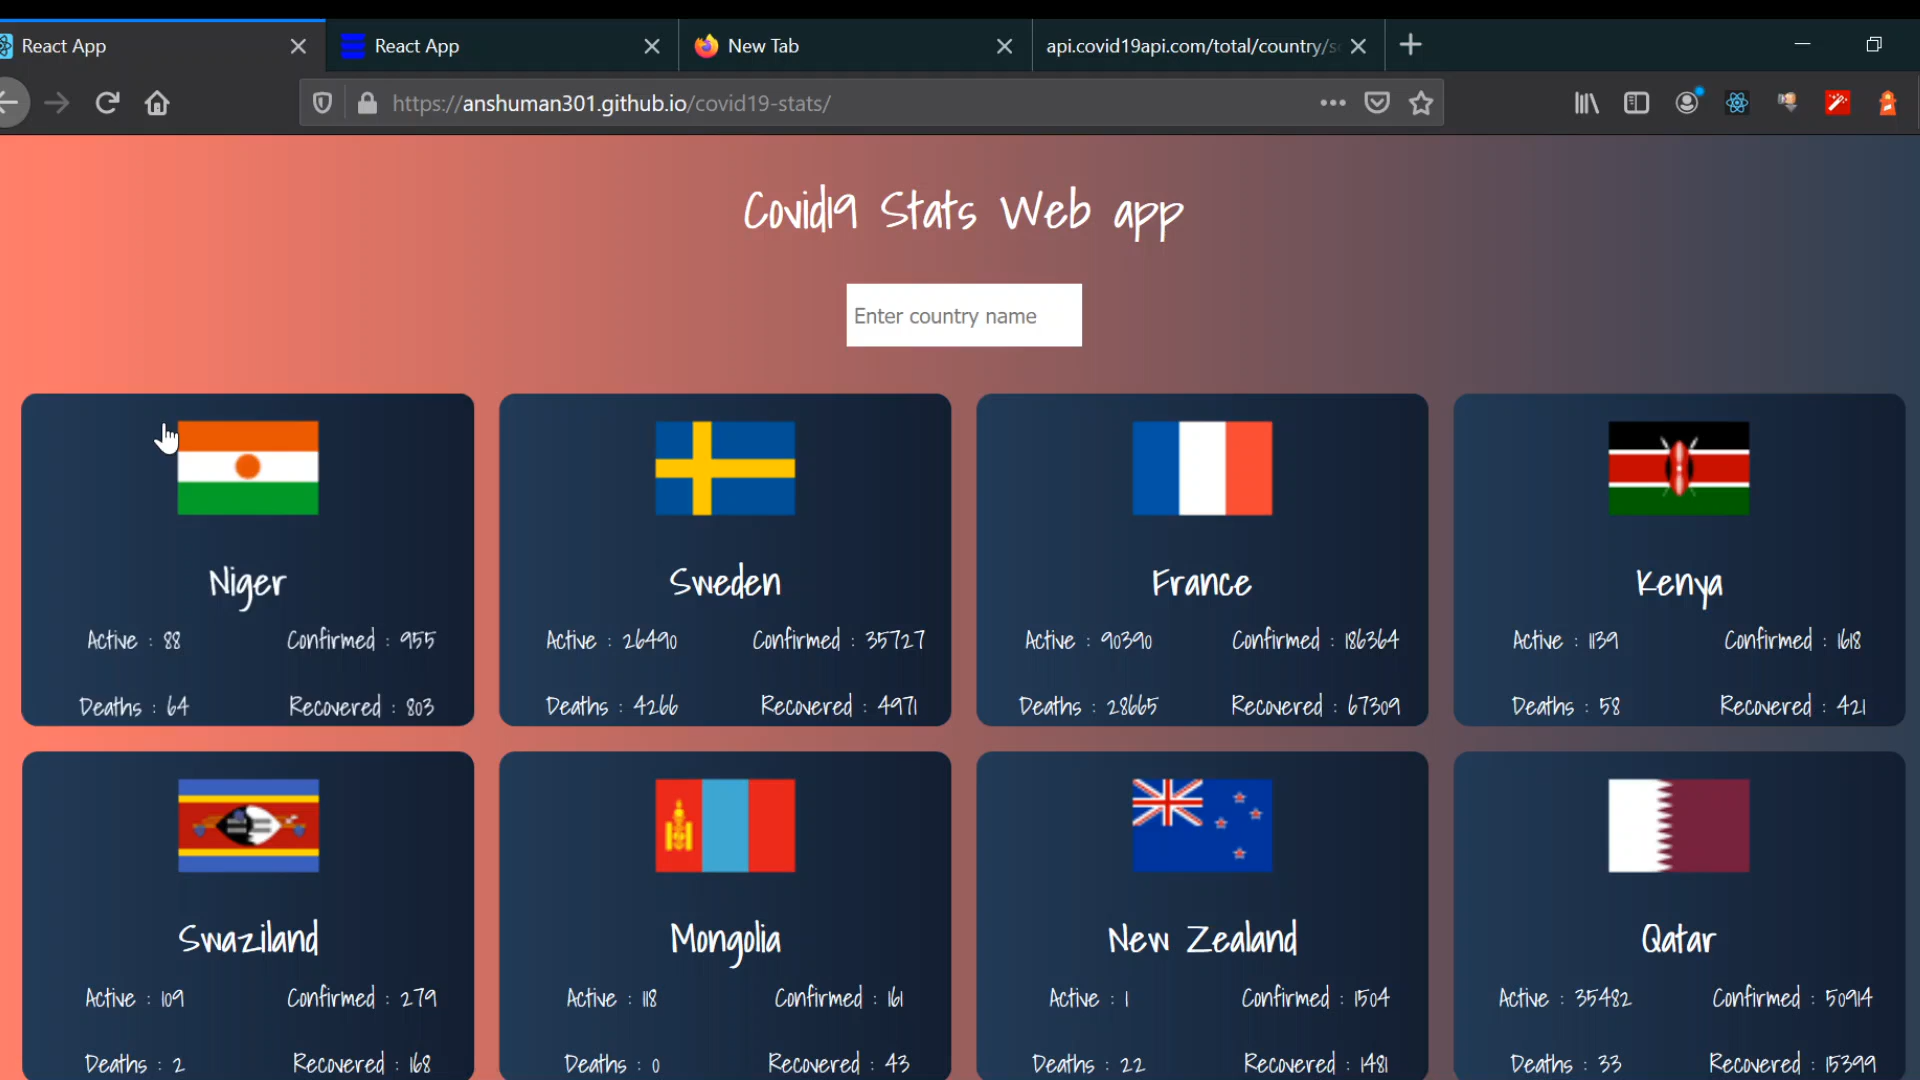 React App
React App
New Tab
api.covid19api.com/total/country/s
https://anshuman301.github.io/covid19-stats/
Covid19 Stats Web app
Enter country name
Niger
Active : 88 Confirmed : 955
Deaths : 64 Recovered : 803
Sweden
Active : 26490 Confirmed : 35727
Deaths : 4266 Recovered : 4971
France
Active : 90390 Confirmed : 186364
Deaths : 28665 Recovered : 67309
Kenya
Active : 1139 Confirmed : 1618
Deaths : 58 Recovered : 421
Swaziland
Active : 109 Confirmed : 279
Deaths : 2 Recovered : 168
Mongolia
Active : 118 Confirmed : 161
Deaths : 0 Recovered : 43
New Zealand
Active : 1 Confirmed : 1504
Deaths : 22 Recovered : 1481
Qatar
Active : 35482 Confirmed : 50914
Deaths : 33 Recovered : 15399